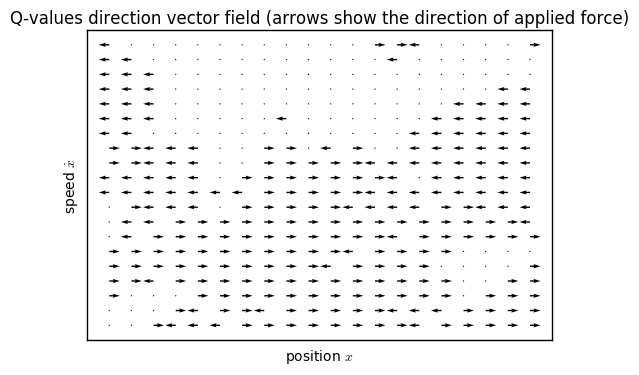 Q-values direction vector field (arrows show the direction of applied force)
speed ẋ
position x